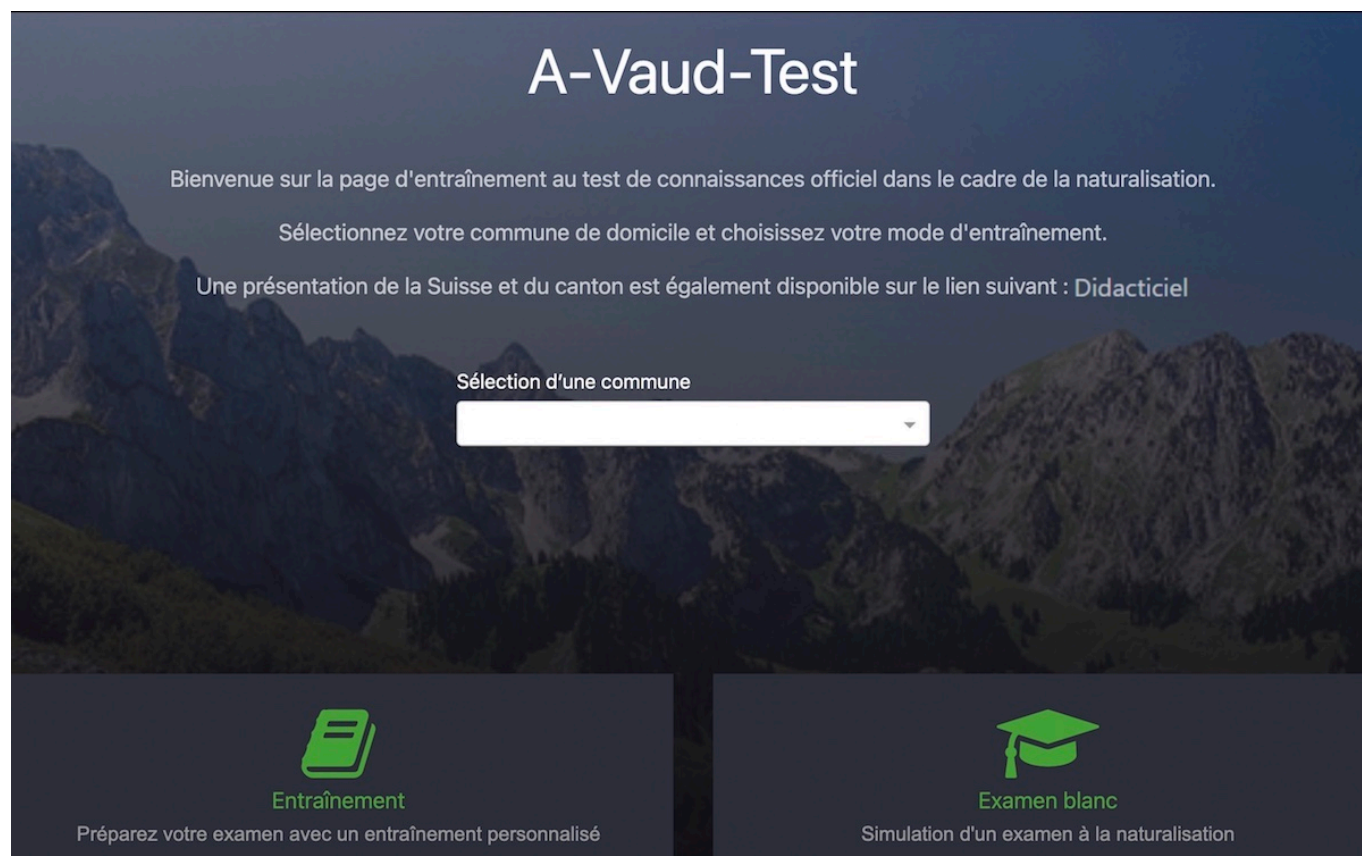 A-Vaud-Test
Bienvenue sur la page d'entraînement au test de connaissances officiel dans le cadre de la naturalisation.
Sélectionnez votre commune de domicile et choisissez votre mode d'entraînement.
Une présentation de la Suisse et du canton est également disponible sur le lien suivant : Didacticiel
Sélection d’une commune
Entraînement
Préparez votre examen avec un entraînement personnalisé
Examen blanc
Simulation d'un examen à la naturalisation